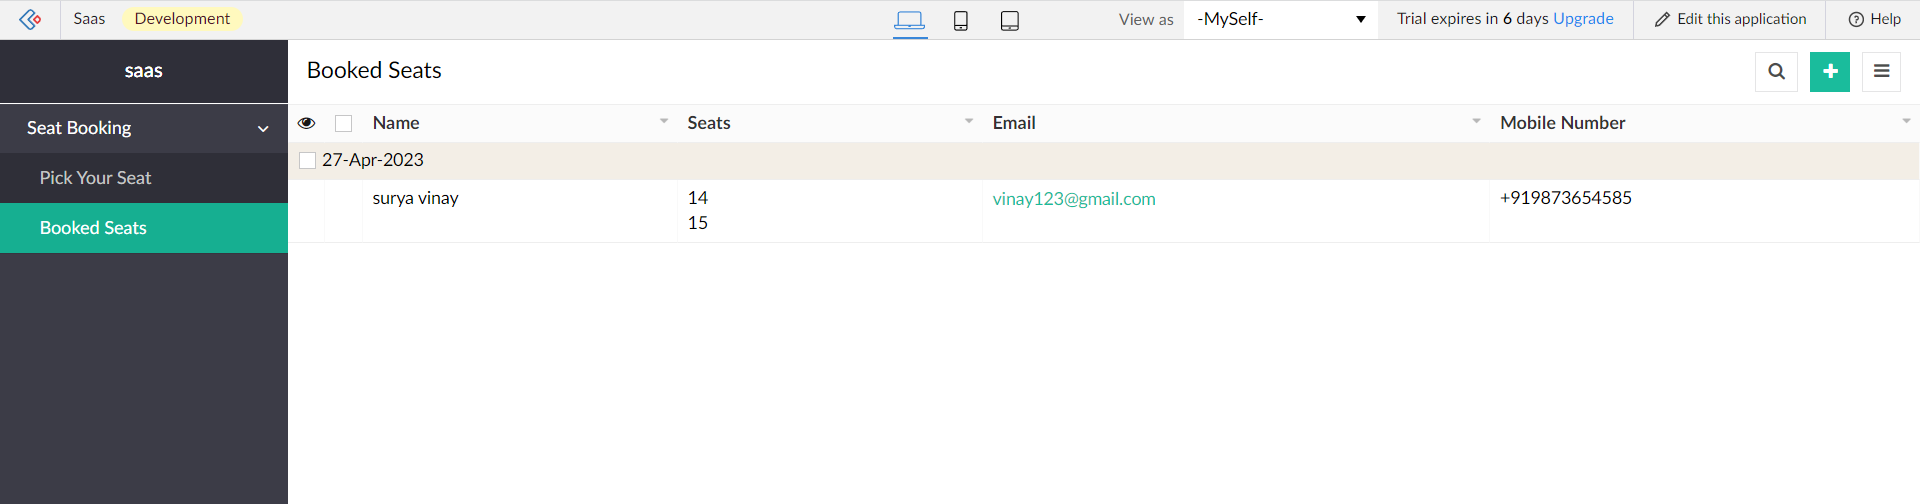 Saas Development View as -MySelf- Trial expires in 6 days Upgrade Edit this application Help
saas
Booked Seats
Seat Booking
Pick Your Seat
Booked Seats
Name Seats Email Mobile Number
27-Apr-2023
surya vinay 14 vinay123@gmail.com +919873654585
15